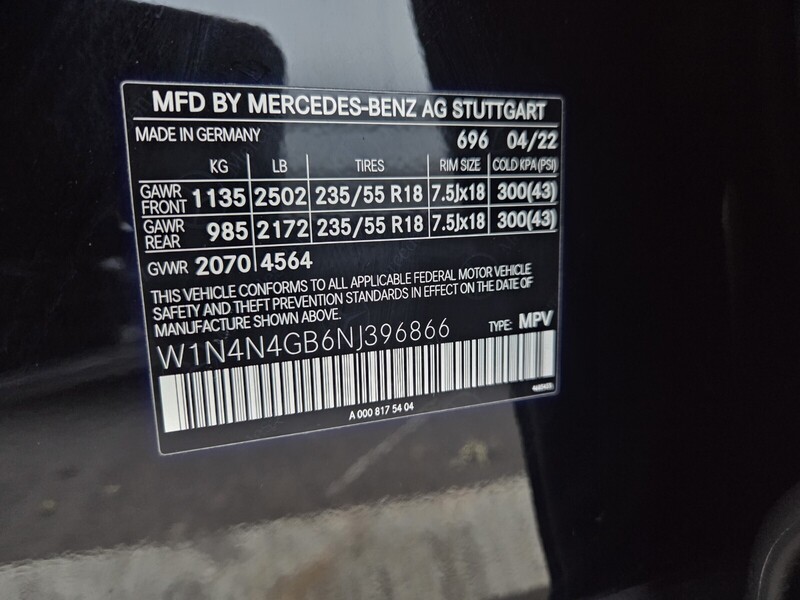 MFD BY MERCEDES-BENZ AG STUTTGART
MADE IN GERMANY 696 04/22
KG LB TIRES RIM SIZE COLD KPA(PSI)
GAWR FRONT 1135 2502 235/55 R18 7.5Jx18 300(43)
GAWR REAR 985 2172 235/55 R18 7.5Jx18 300(43)
GVWR 2070 4564
THIS VEHICLE CONFORMS TO ALL APPLICABLE FEDERAL MOTOR VEHICLE
SAFETY AND THEFT PREVENTION STANDARDS IN EFFECT ON THE DATE OF
MANUFACTURE SHOWN ABOVE.
W1N4N4GB6NJ396866 TYPE: MPV
A 000 817 54 04